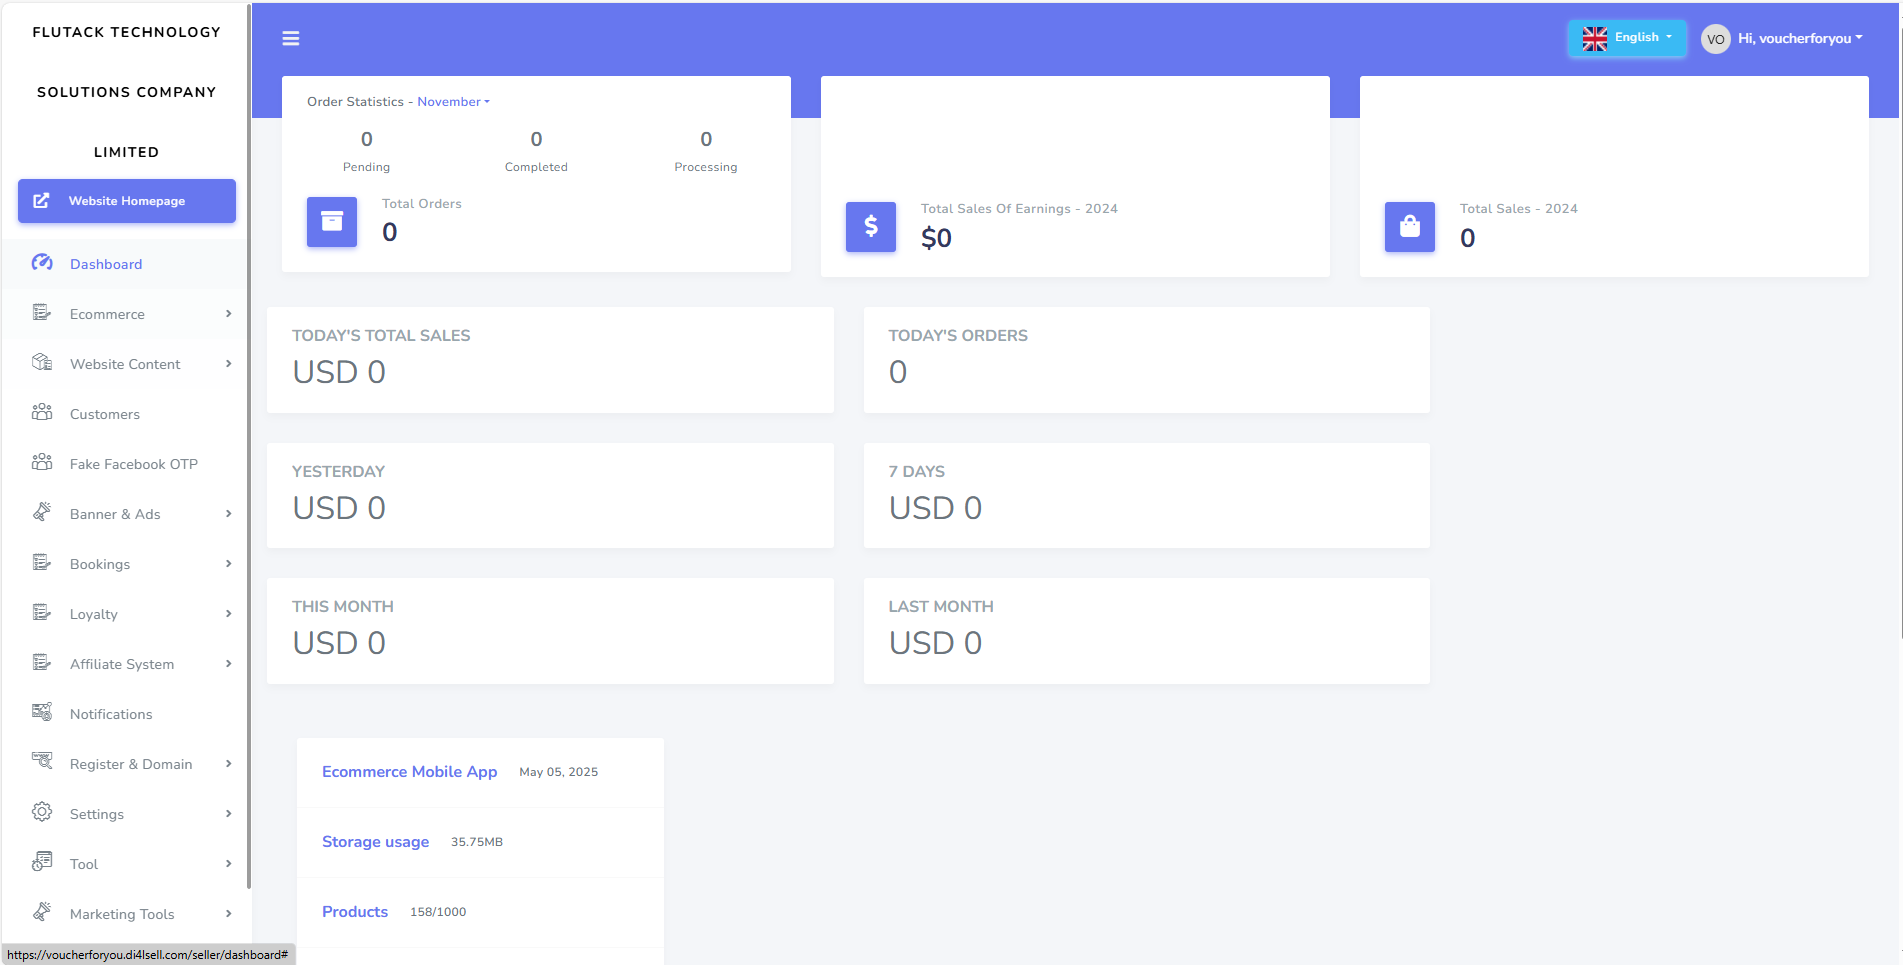 FLUTACK TECHNOLOGY
SOLUTIONS COMPANY
LIMITED
Website Homepage
Dashboard
Ecommerce
Website Content
Customers
Fake Facebook OTP
Banner & Ads
Bookings
Loyalty
Affiliate System
Notifications
Register & Domain
Settings
Tool
Marketing Tools
https://voucherforyou.di4lsell.com/seller/dashboard#
English
VO
Hi, voucherforyou
Order Statistics - November
0
Pending
0
Completed
0
Processing
Total Orders
0
$
Total Sales Of Earnings - 2024
$0
Total Sales - 2024
0
TODAY'S TOTAL SALES
USD 0
TODAY'S ORDERS
0
YESTERDAY
USD 0
7 DAYS
USD 0
THIS MONTH
USD 0
LAST MONTH
USD 0
Ecommerce Mobile App May 05, 2025
Storage usage 35.75MB
Products 158/1000